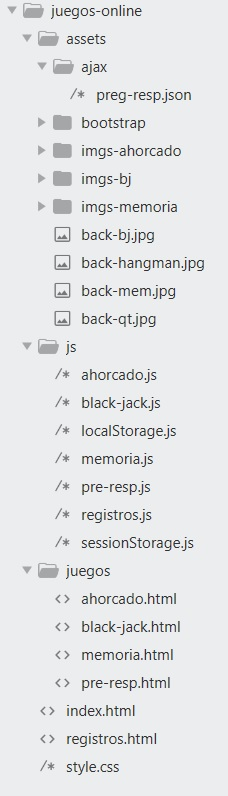 juegos-online
assets
ajax
preg-resp.json
bootstrap
imgs-ahorcado
imgs-bj
imgs-memoria
back-bj.jpg
back-hangman.jpg
back-mem.jpg
back-qt.jpg
js
ahorcado.js
black-jack.js
localStorage.js
memoria.js
pre-resp.js
registros.js
sessionStorage.js
juegos
ahorcado.html
black-jack.html
memoria.html
pre-resp.html
index.html
registros.html
style.css